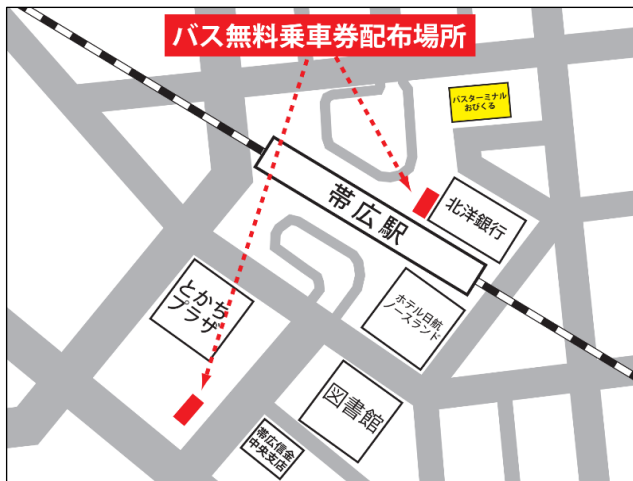 バス無料乗車券配布場所
バスターミナル
おびくる
帯広駅
北洋銀行
とかち
プラザ
ホテル日航
ノースランド
図書館
帯広信金
中央支店